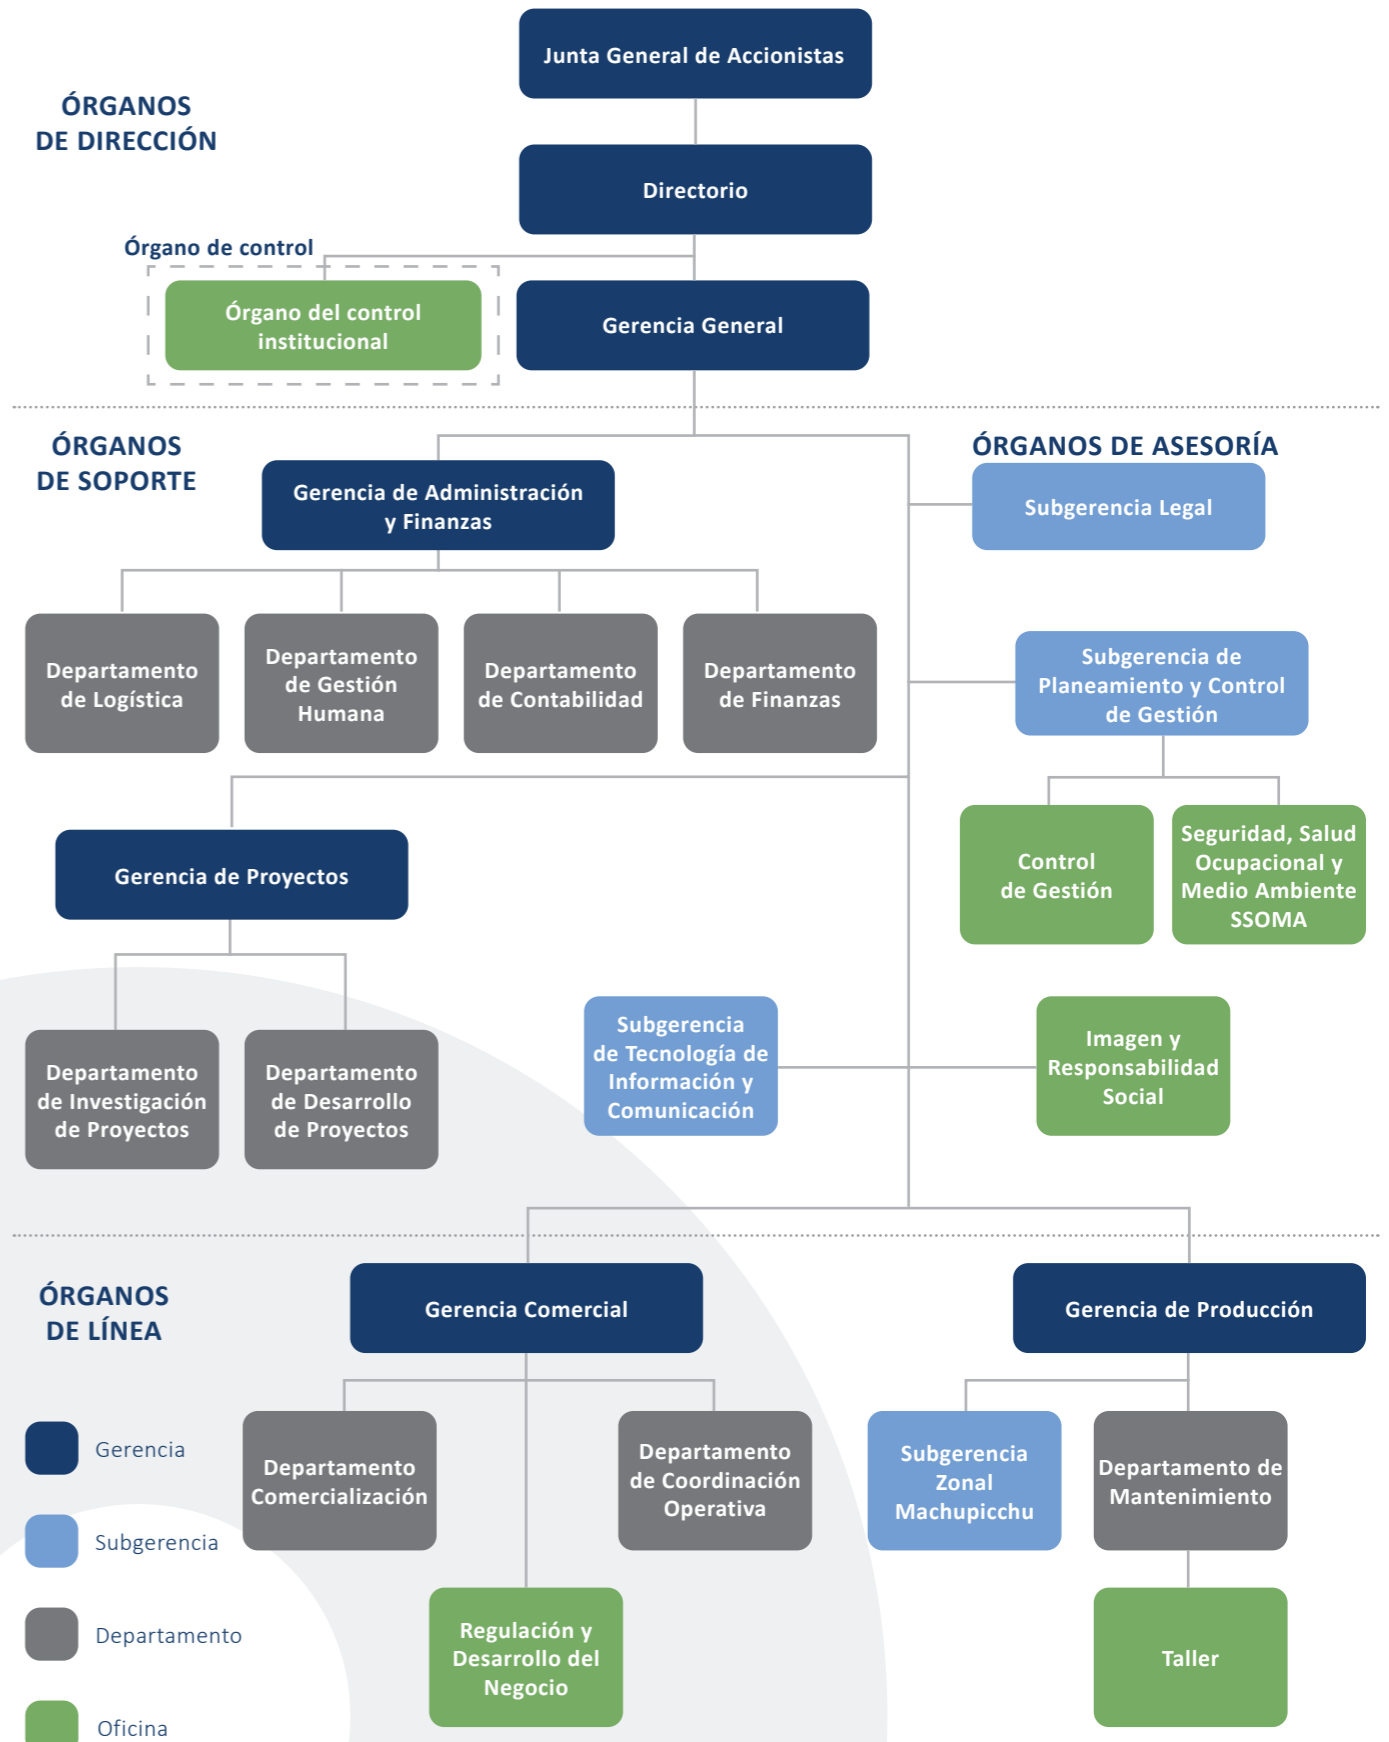 Junta General de Accionistas
ÓRGANOS
DE DIRECCIÓN
Directorio
Órgano de control
Órgano del control
institucional
Gerencia General
ÓRGANOS
DE SOPORTE
ÓRGANOS DE ASESORÍA
Gerencia de Administración
y Finanzas
Subgerencia Legal
Departamento
de Logística
Departamento
de Gestión
Humana
Departamento
de Contabilidad
Departamento
de Finanzas
Subgerencia de
Planeamiento y Control
de Gestión
Gerencia de Proyectos
Control
de Gestión
Seguridad, Salud
Ocupacional y
Medio Ambiente
SSOMA
Departamento
de Investigación
de Proyectos
Departamento
de Desarrollo
de Proyectos
Subgerencia
de Tecnología de
Información y
Comunicación
Imagen y
Responsabilidad
Social
ÓRGANOS
DE LÍNEA
Gerencia Comercial
Gerencia de Producción
Departamento
Comercialización
Departamento
de Coordinación
Operativa
Subgerencia
Zonal
Machupicchu
Departamento de
Mantenimiento
Regulación y
Desarrollo del
Negocio
Taller
Gerencia
Subgerencia
Departamento
Oficina